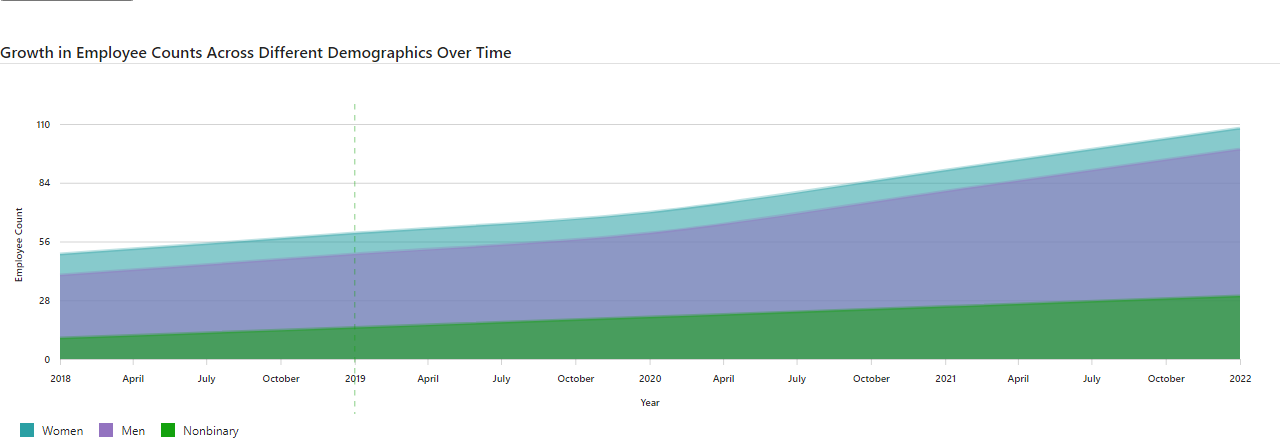 Growth in Employee Counts Across Different Demographics Over Time
110
84
56
28
0
Employee Count
2018 April July October 2019 April July October 2020 April July October 2021 April July October 2022
Year
Women Men Nonbinary